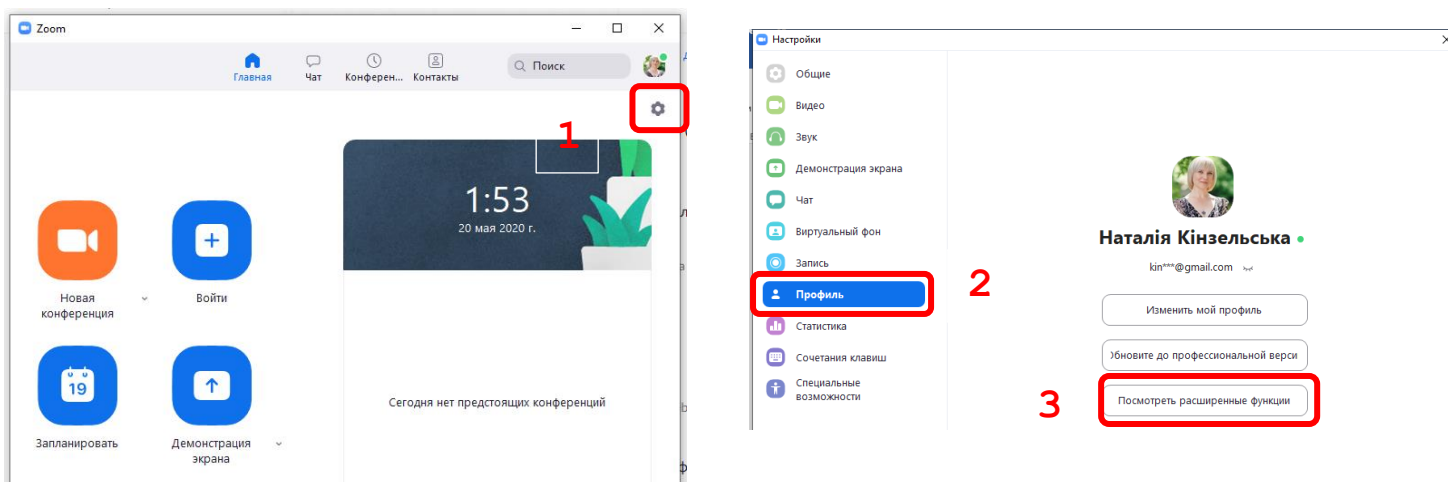 Zoom
Главная
Чат
Конферен...
Контакты
Поиск
1
1:53
20 мая 2020 г.
Новая
конференция
Войти
19
Запланировать
Демонстрация
экрана
Сегодня нет предстоящих конференций
Настройки
Общие
Видео
Звук
Демонстрация экрана
Чат
Виртуальный фон
Запись
Профиль
Статистика
Сочетания клавиш
Специальные
возможности
2
Наталія Кінзельська
kin***@gmail.com
Изменить мой профиль
Обновите до профессиональной верси
3
Посмотреть расширенные функции